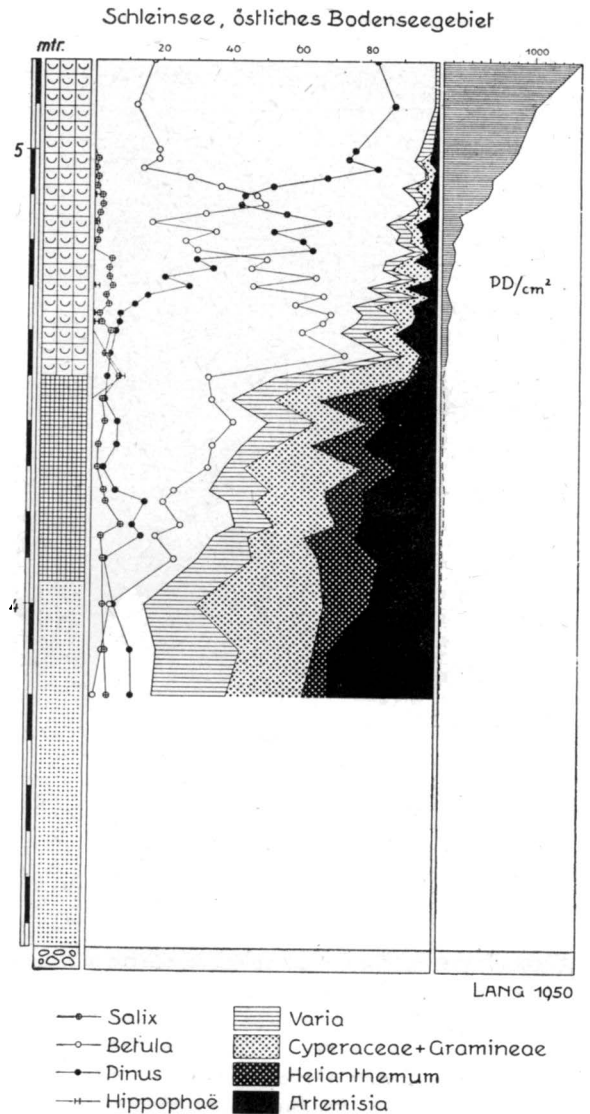 Schleinsee, östliches Bodenseegebiet
mtr.
20 40 60 80 1000
5
PD/cm²
4
LANG 1950
Salix
Betula
Pinus
Hippophaë
Varia
Cyperaceae + Gramineae
Helianthemum
Artemisia